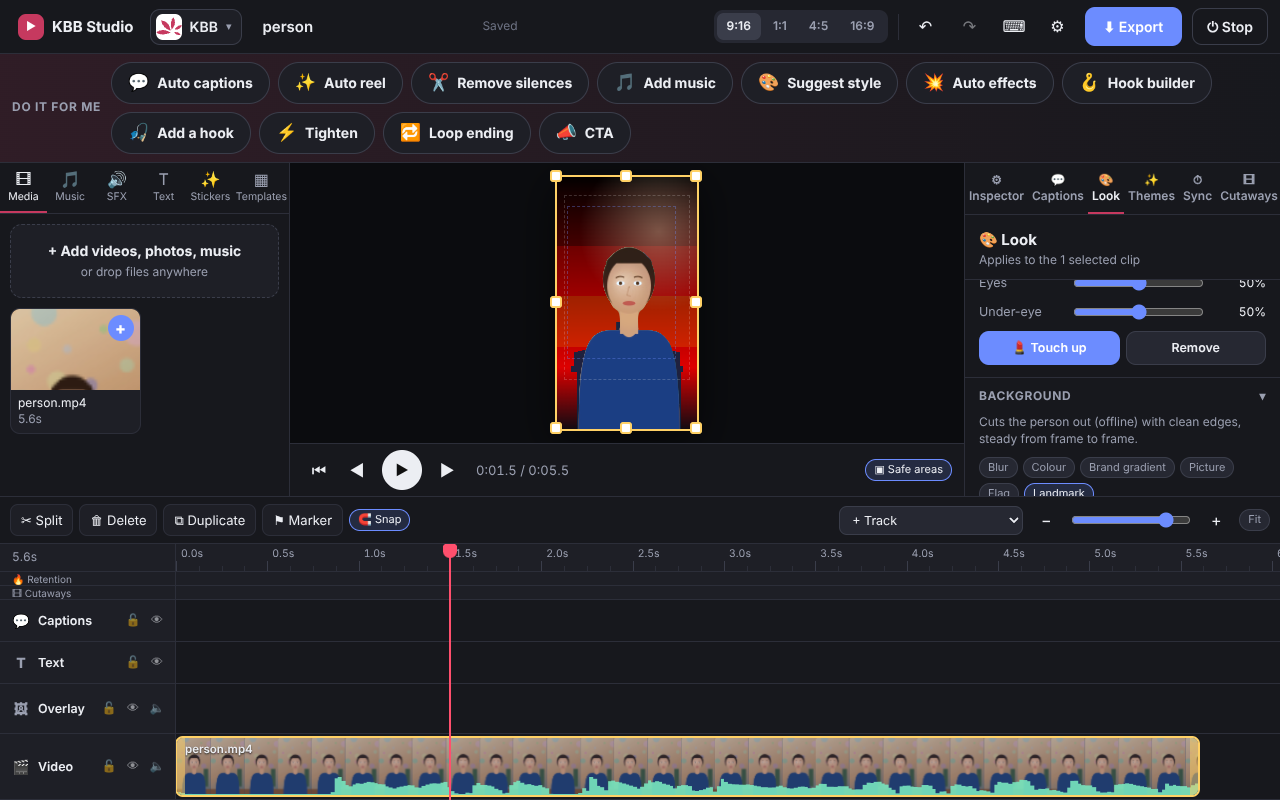 KBB Studio
KBB
person
Saved
9:16 1:1 4:5 16:9
Export
Stop
DO IT FOR ME
Auto captions
Auto reel
Remove silences
Add music
Suggest style
Auto effects
Hook builder
Add a hook
Tighten
Loop ending
CTA
Media Music SFX Text Stickers Templates
+ Add videos, photos, music
or drop files anywhere
person.mp4
5.6s
0:01.5 / 0:05.5
Safe areas
Inspector Captions Look Themes Sync Cutaways
Look
Applies to the 1 selected clip
Eyes 50%
Under-eye 50%
Touch up
Remove
BACKGROUND
Cuts the person out (offline) with clean edges,
steady from frame to frame.
Blur Colour Brand gradient Picture
Flag Landmark
Split Delete Duplicate Marker Snap
+ Track
Fit
5.6s
0.0s 0.5s 1.0s 1.5s 2.0s 2.5s 3.0s 3.5s 4.0s 4.5s 5.0s 5.5s
Retention
Cutaways
Captions
Text
Overlay
Video
person.mp4